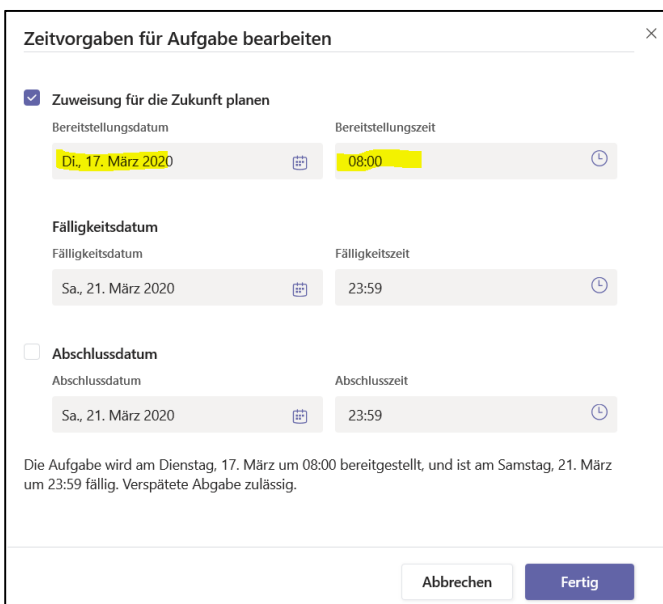 Zeitvorgaben für Aufgabe bearbeiten
Zuweisung für die Zukunft planen
Bereitstellungsdatum Bereitstellungszeit
Di., 17. März 2020 08:00
Fälligkeitsdatum
Fälligkeitsdatum Fälligkeitszeit
Sa., 21. März 2020 23:59
Abschlussdatum
Abschlussdatum Abschlusszeit
Sa., 21. März 2020 23:59
Die Aufgabe wird am Dienstag, 17. März um 08:00 bereitgestellt, und ist am Samstag, 21. März
um 23:59 fällig. Verspätete Abgabe zulässig.
Abbrechen Fertig